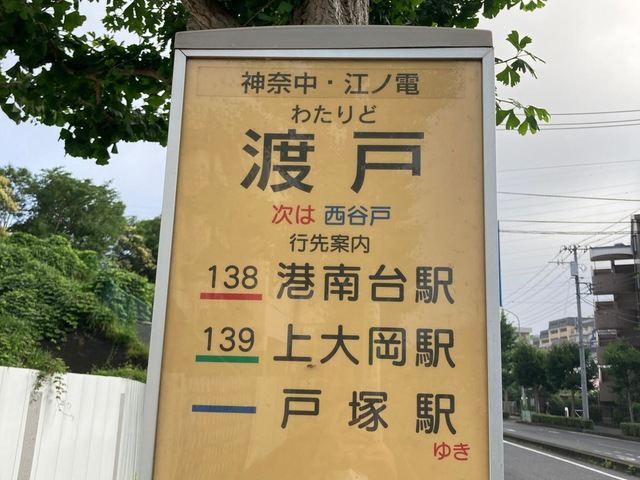 神奈中・江ノ電
わたりど
渡戸
次は 西谷戸
行先案内
138 港南台駅
139 上大岡駅
戸塚駅
ゆき